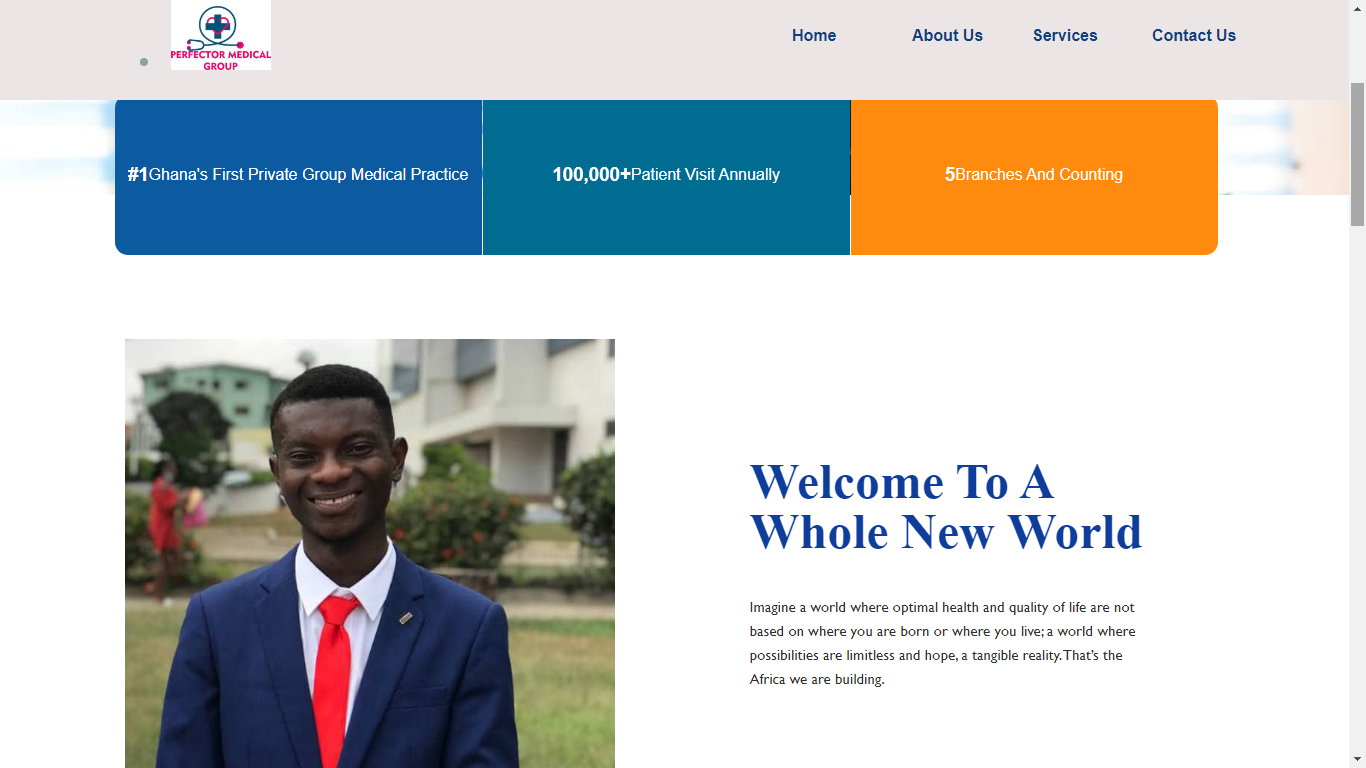 PERFECTOR MEDICAL
GROUP
Home About Us Services Contact Us
#1Ghana's First Private Group Medical Practice
100,000+Patient Visit Annually
5Branches And Counting
Welcome To A
Whole New World
Imagine a world where optimal health and quality of life are not
based on where you are born or where you live; a world where
possibilities are limitless and hope, a tangible reality. That's the
Africa we are building.